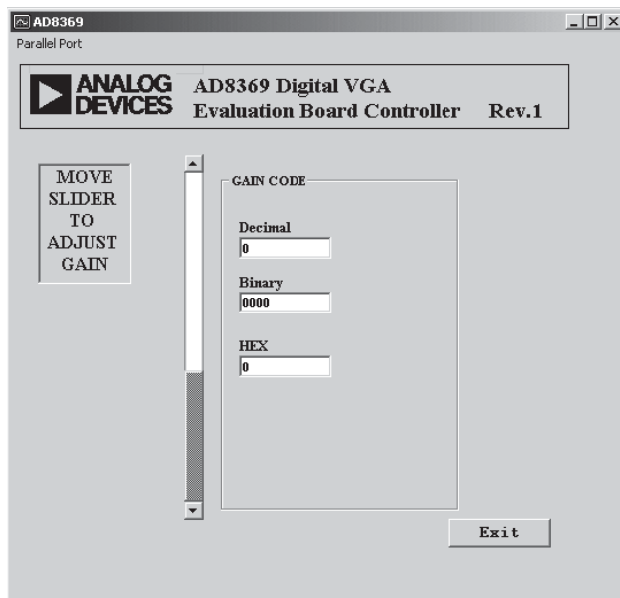 AD8369
Parallel Port
ANALOG
DEVICES
AD8369 Digital VGA
Evaluation Board Controller Rev.1
MOVE
SLIDER
TO
ADJUST
GAIN
GAIN CODE
Decimal
0
Binary
0000
HEX
0
Exit